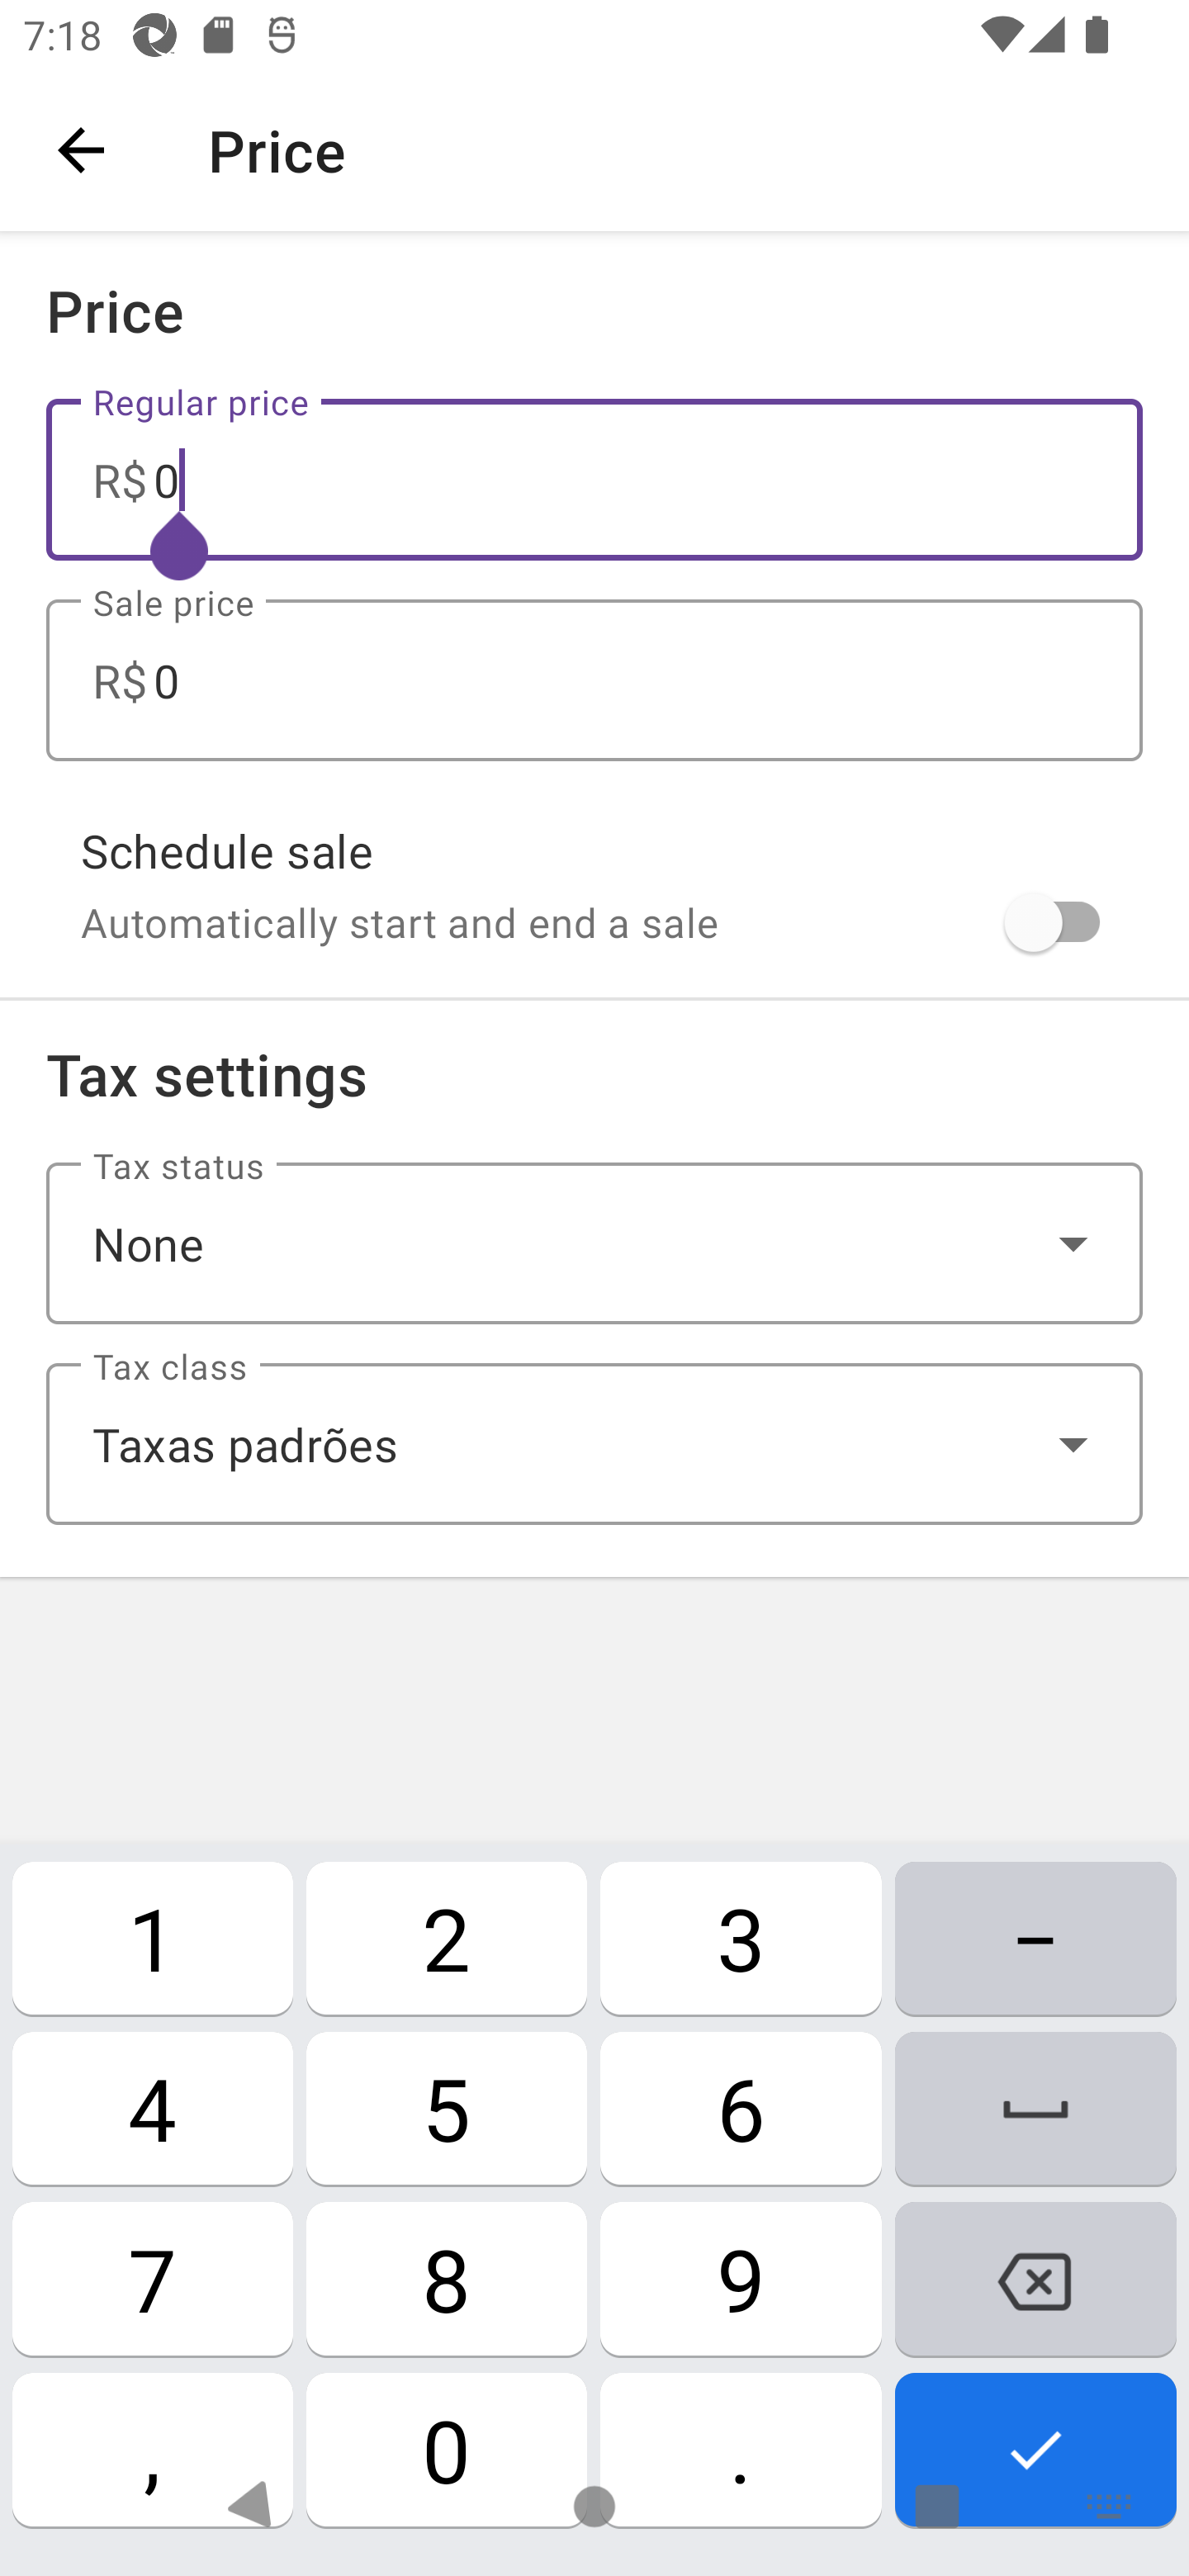 7:18
Price
Price
Regular price
R$ 0
Sale price
R$ 0
Schedule sale
Automatically start and end a sale
Tax settings
Tax status
None
Tax class
Taxas padrões
1 2 3 –
4 5 6
7 8 9
, 0 .